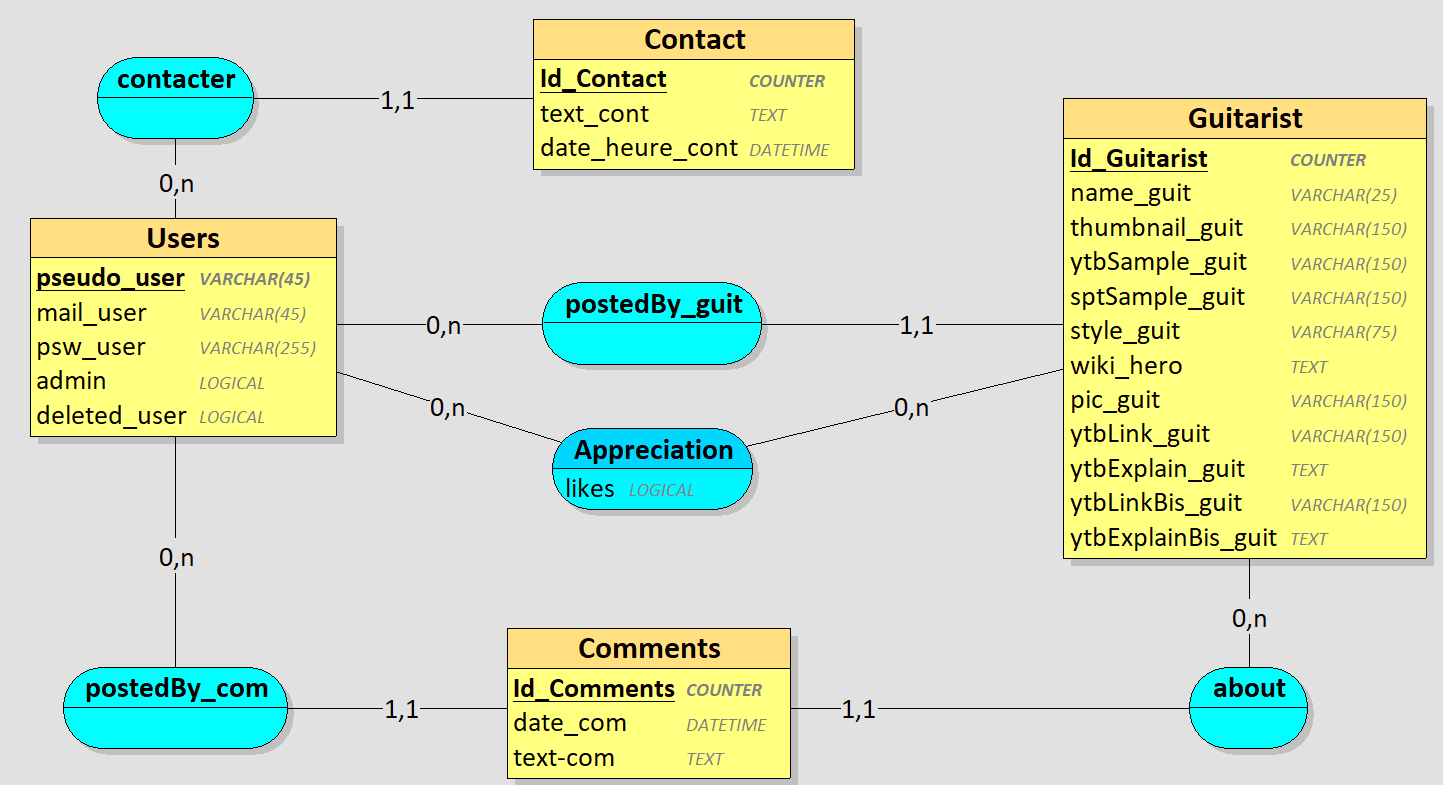 Contact
Id_Contact COUNTER
text_cont TEXT
date_heure_cont DATETIME
contacter
1,1
0,n
Users
pseudo_user VARCHAR(45)
mail_user VARCHAR(45)
psw_user VARCHAR(255)
admin LOGICAL
deleted_user LOGICAL
0,n
postedBy_guit
1,1
0,n
Appreciation
likes LOGICAL
0,n
Guitarist
Id_Guitarist COUNTER
name_guit VARCHAR(25)
thumbnail_guit VARCHAR(150)
ytbSample_guit VARCHAR(150)
sptSample_guit VARCHAR(150)
style_guit VARCHAR(75)
wiki_hero TEXT
pic_guit VARCHAR(150)
ytbLink_guit VARCHAR(150)
ytbExplain_guit TEXT
ytbLinkBis_guit VARCHAR(150)
ytbExplainBis_guit TEXT
0,n
0,n
postedBy_com
1,1
Comments
Id_Comments COUNTER
date_com DATETIME
text-com TEXT
1,1
about